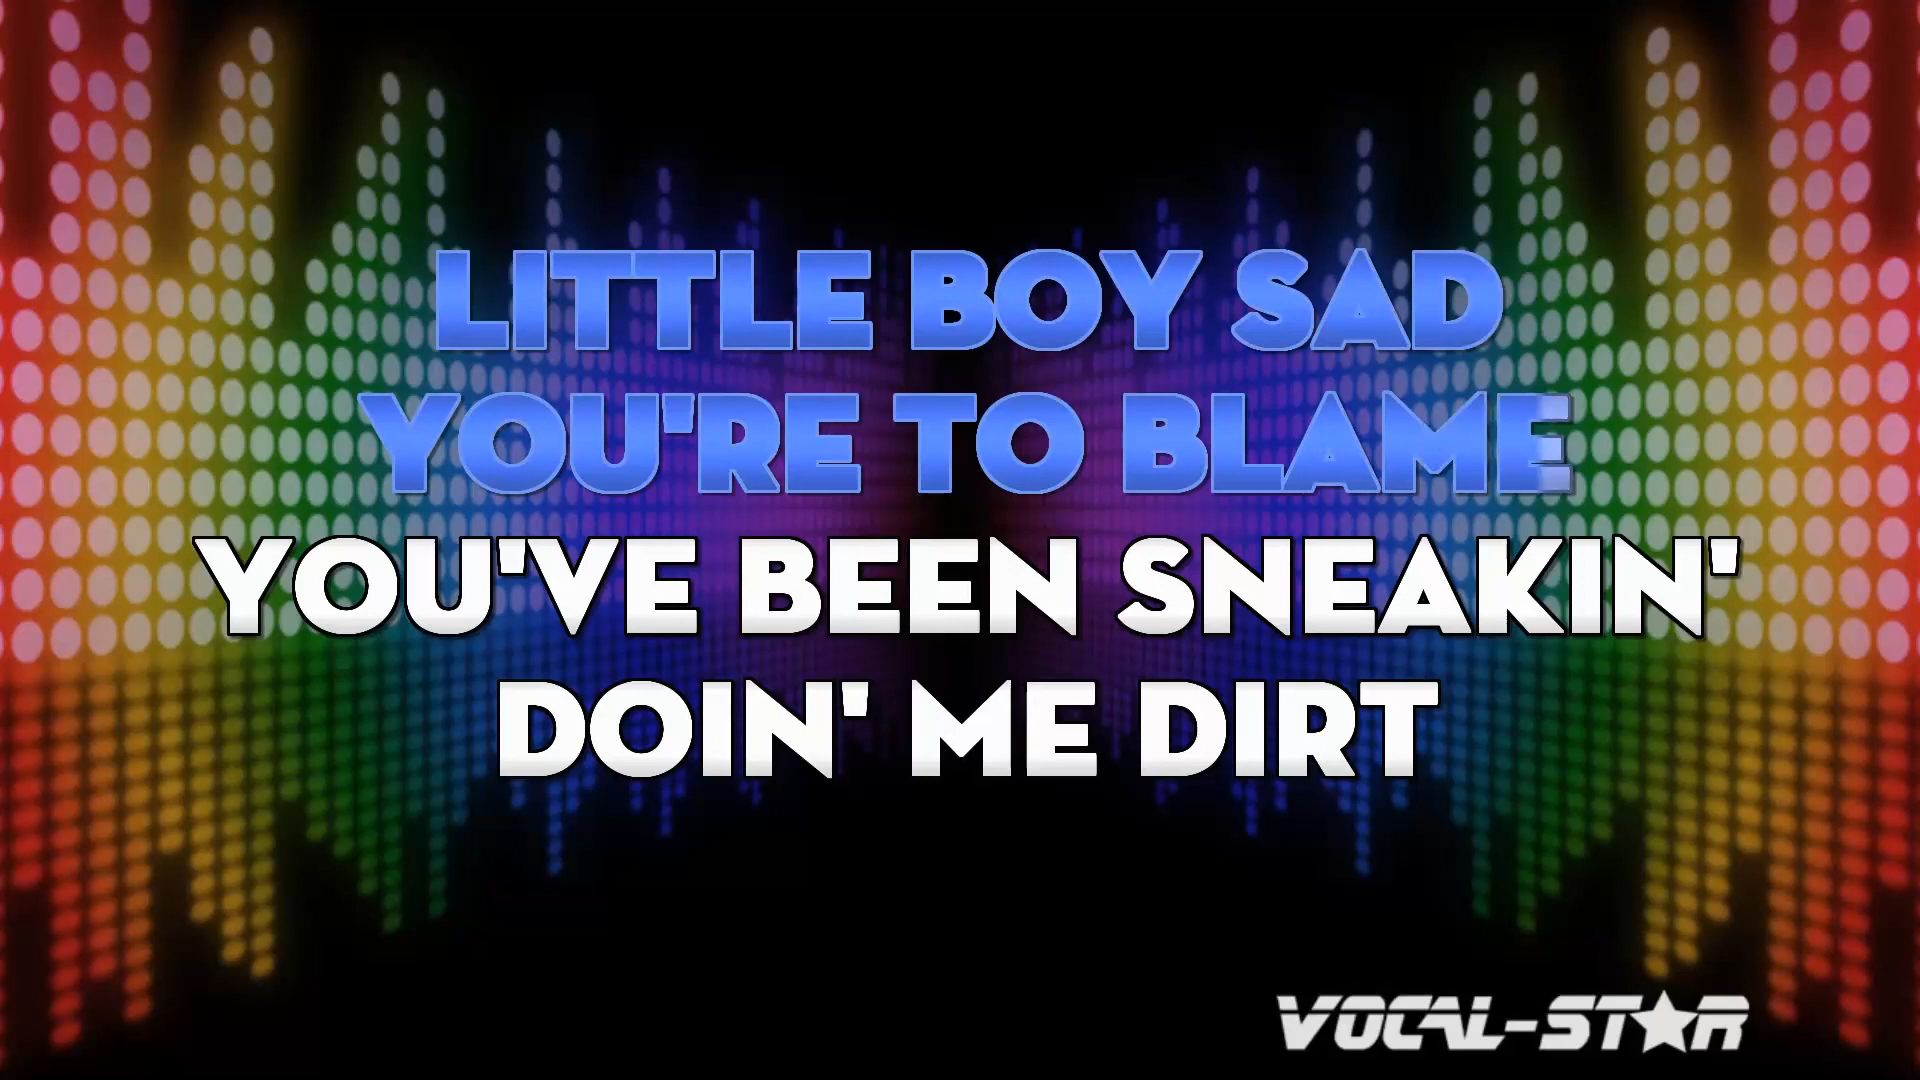 LITTLE BOY SAD
YOU'RE TO BLAME
YOU'VE BEEN SNEAKIN'
DOIN' ME DIRT
VOCAL-STAR